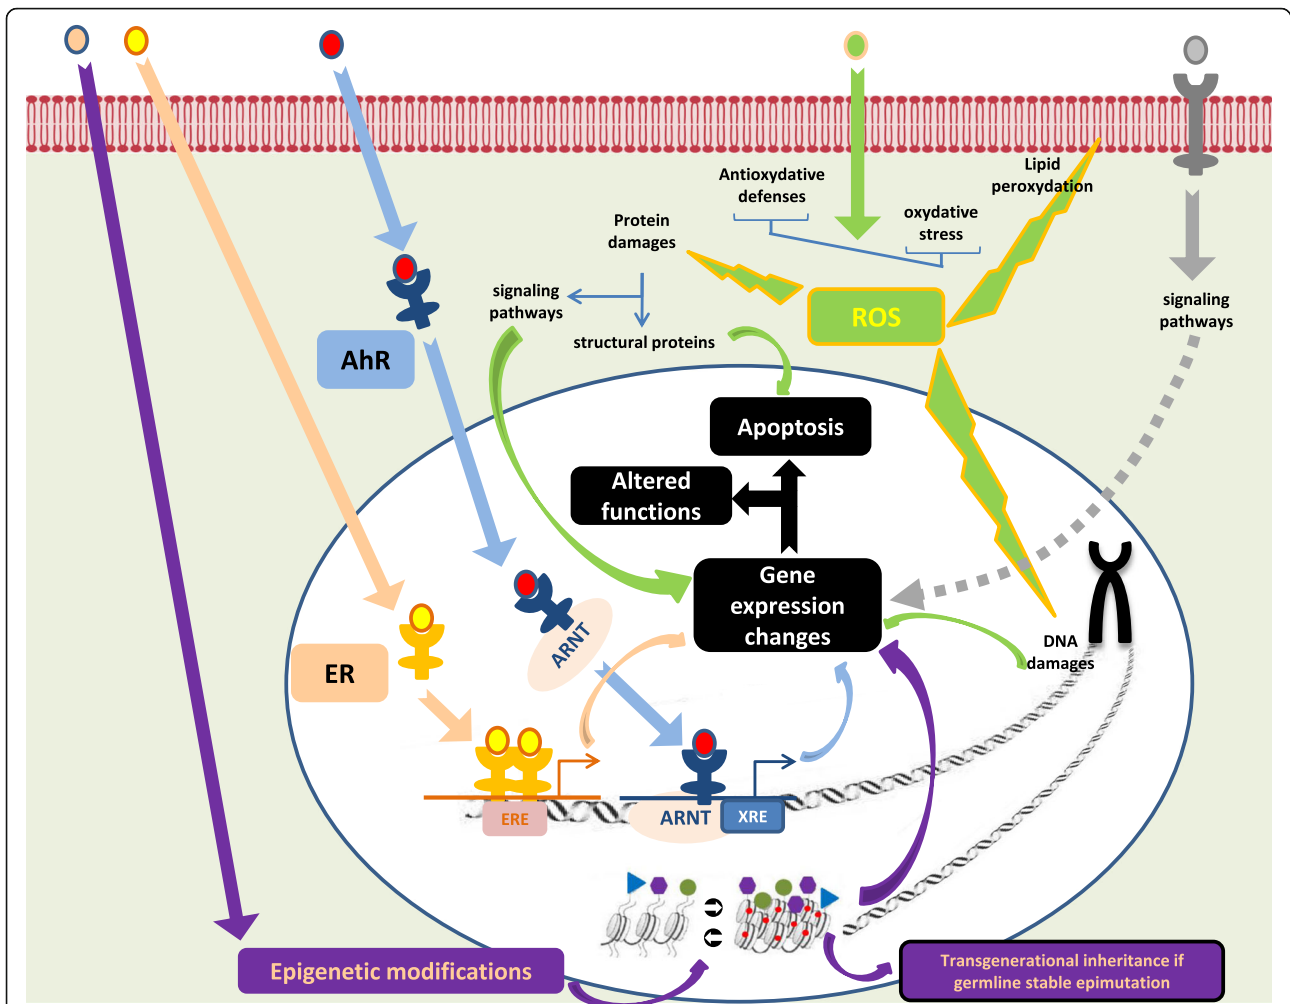 Antioxydative
defenses
Lipid
peroxydation
oxydative
stress
Protein
damages
signaling
pathways
structural proteins
ROS
signaling
pathways
AhR
Apoptosis
Altered
functions
Gene
expression
changes
ARNT
DNA
damages
ER
ERE
ARNT
XRE
Epigenetic modifications
Transgenerational inheritance if
germline stable epimutation